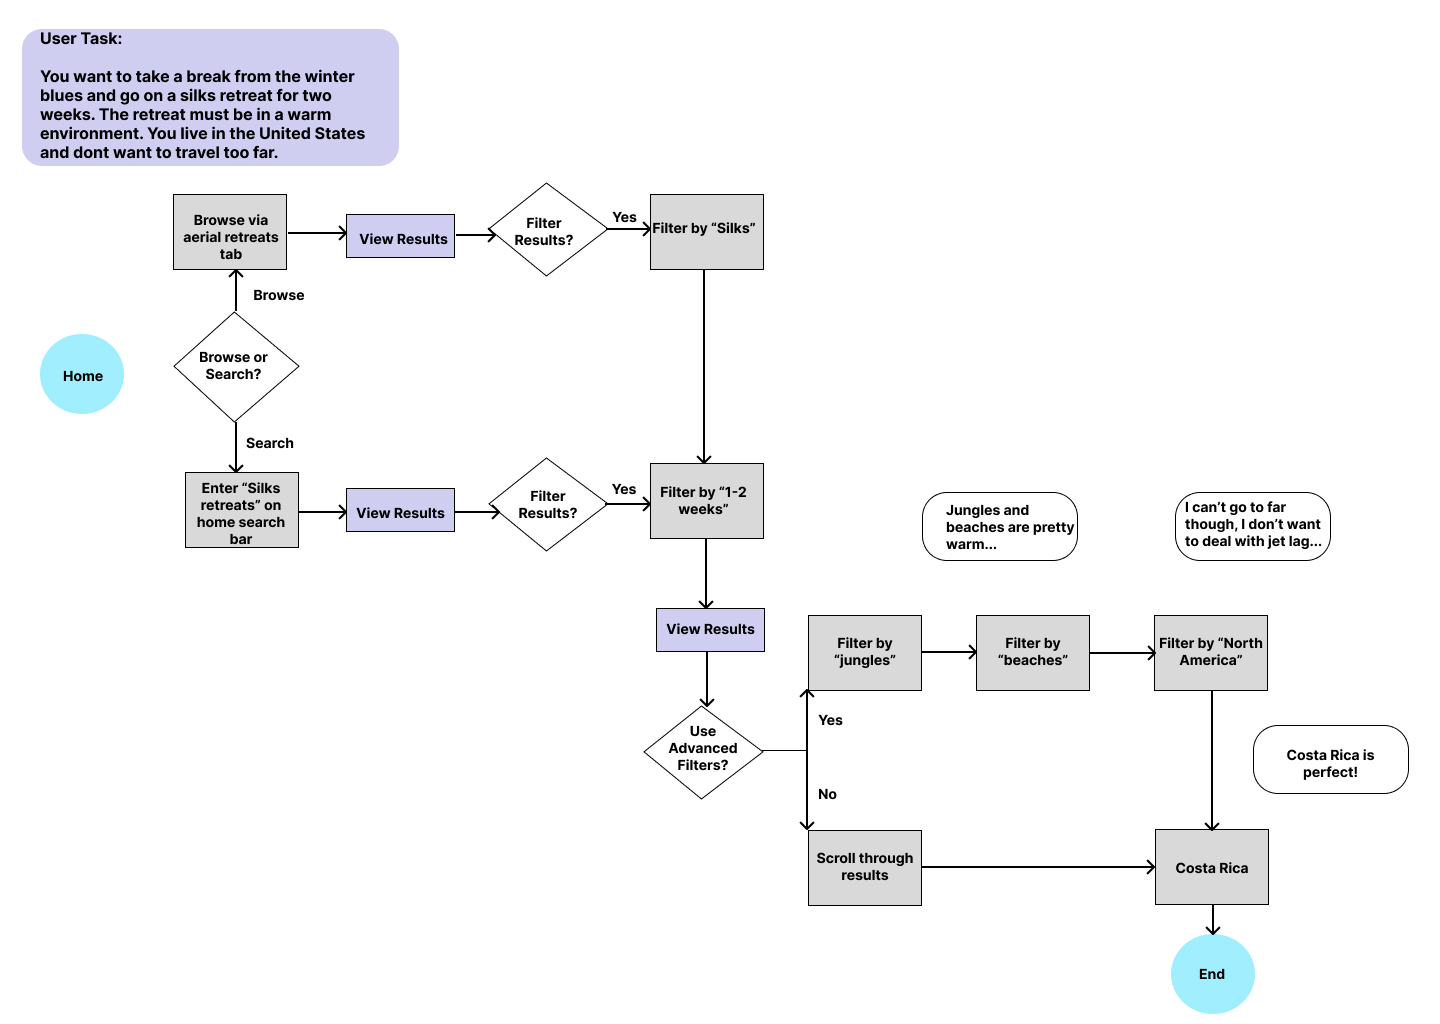 User Task:
You want to take a break from the winter
blues and go on a silks retreat for two
weeks. The retreat must be in a warm
environment. You live in the United States
and dont want to travel too far.
Browse via
aerial retreats
tab
View Results
Filter
Results?
Yes
Filter by “Silks”
Browse
Home
Browse or
Search?
Search
Enter “Silks
retreats” on
home search
bar
View Results
Filter
Results?
Yes
Filter by “1-2
weeks”
Jungles and
beaches are pretty
warm...
I can’t go to far
though, I don’t want
to deal with jet lag...
View Results
Filter by
“jungles”
Filter by
“beaches”
Filter by “North
America”
Use
Advanced
Filters?
Yes
No
Costa Rica is
perfect!
Scroll through
results
Costa Rica
End